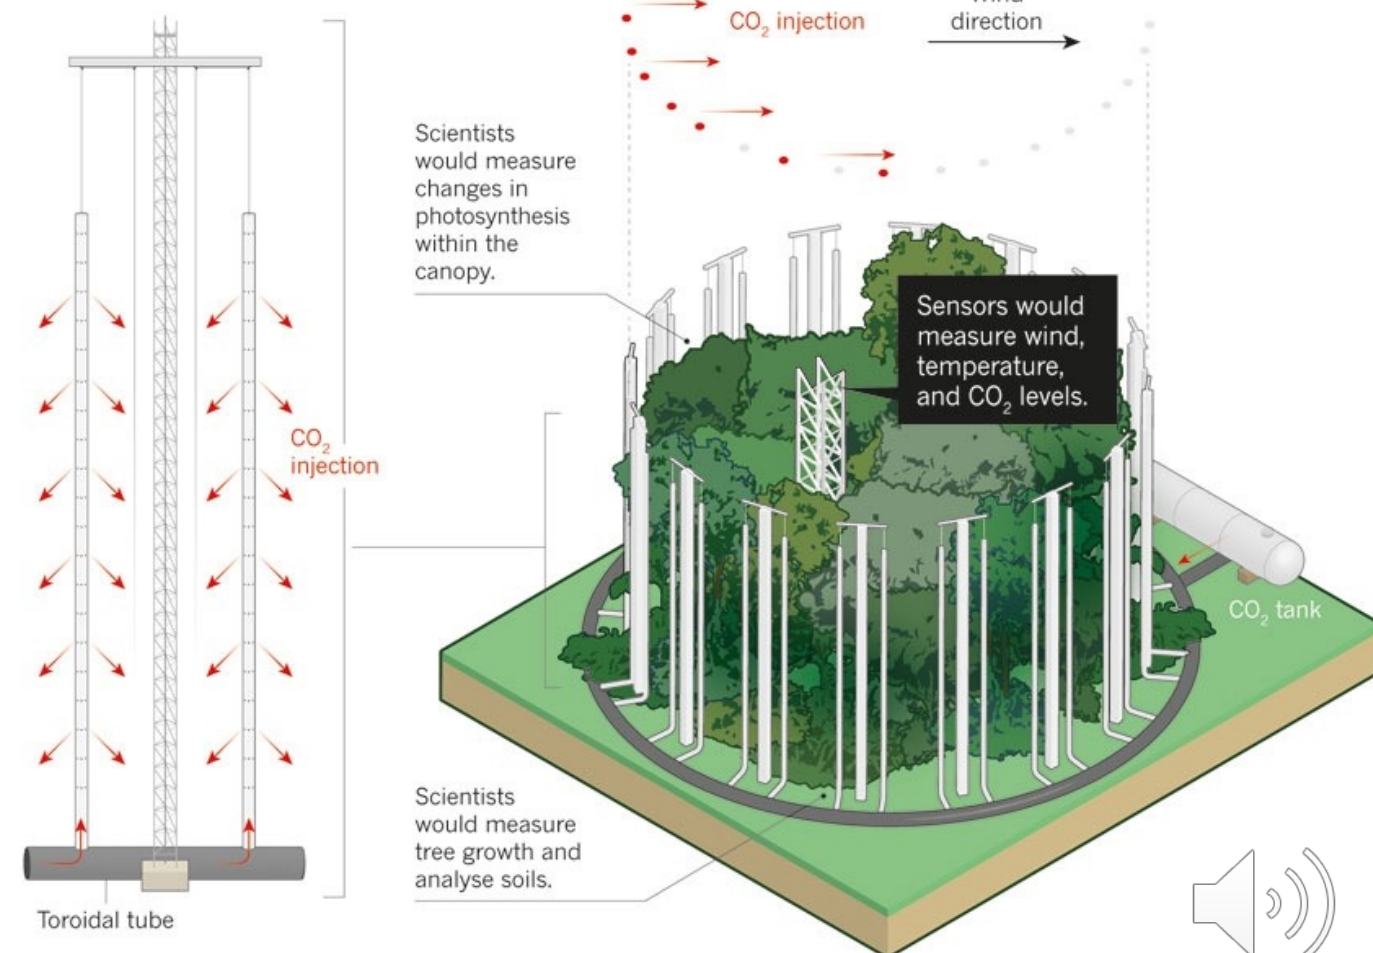 CO₂ injection
direction
Scientists
would measure
changes in
photosynthesis
within the
canopy.
Sensors would
measure wind,
temperature,
and CO₂ levels.
CO₂
injection
CO₂ tank
Scientists
would measure
tree growth and
analyse soils.
Toroidal tube